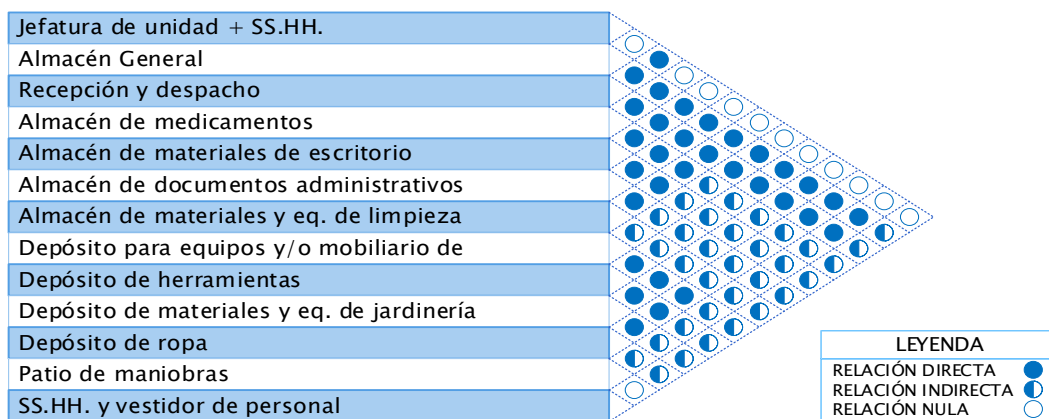 Jefatura de unidad + SS.HH.
Almacén General
Recepción y despacho
Almacén de medicamentos
Almacén de materiales de escritorio
Almacén de documentos administrativos
Almacén de materiales y eq. de limpieza
Depósito para equipos y/o mobiliario de
Depósito de herramientas
Depósito de materiales y eq. de jardinería
Depósito de ropa
Patio de maniobras
SS.HH. y vestidor de personal
LEYENDA
RELACIÓN DIRECTA
RELACIÓN INDIRECTA
RELACIÓN NULA